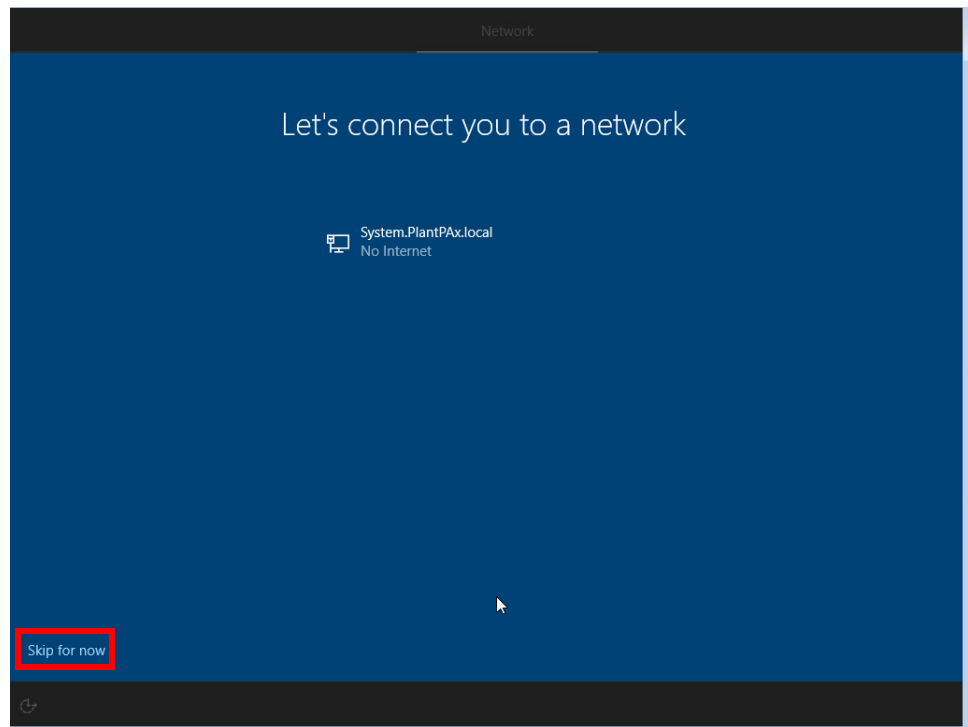 Network
Let's connect you to a network
System.PlantPAx.local
No Internet
Skip for now